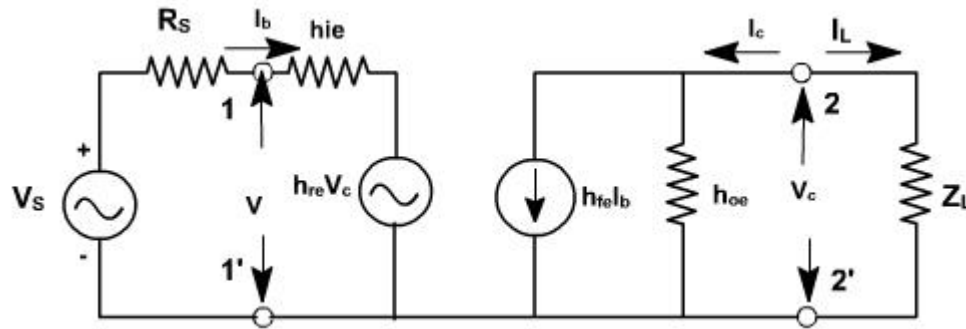 RS
Ib
hie
Ic
IL
1
2
+
VS
-
V
hreVc
hfeIb
hoe
Vc
ZL
1'
2'